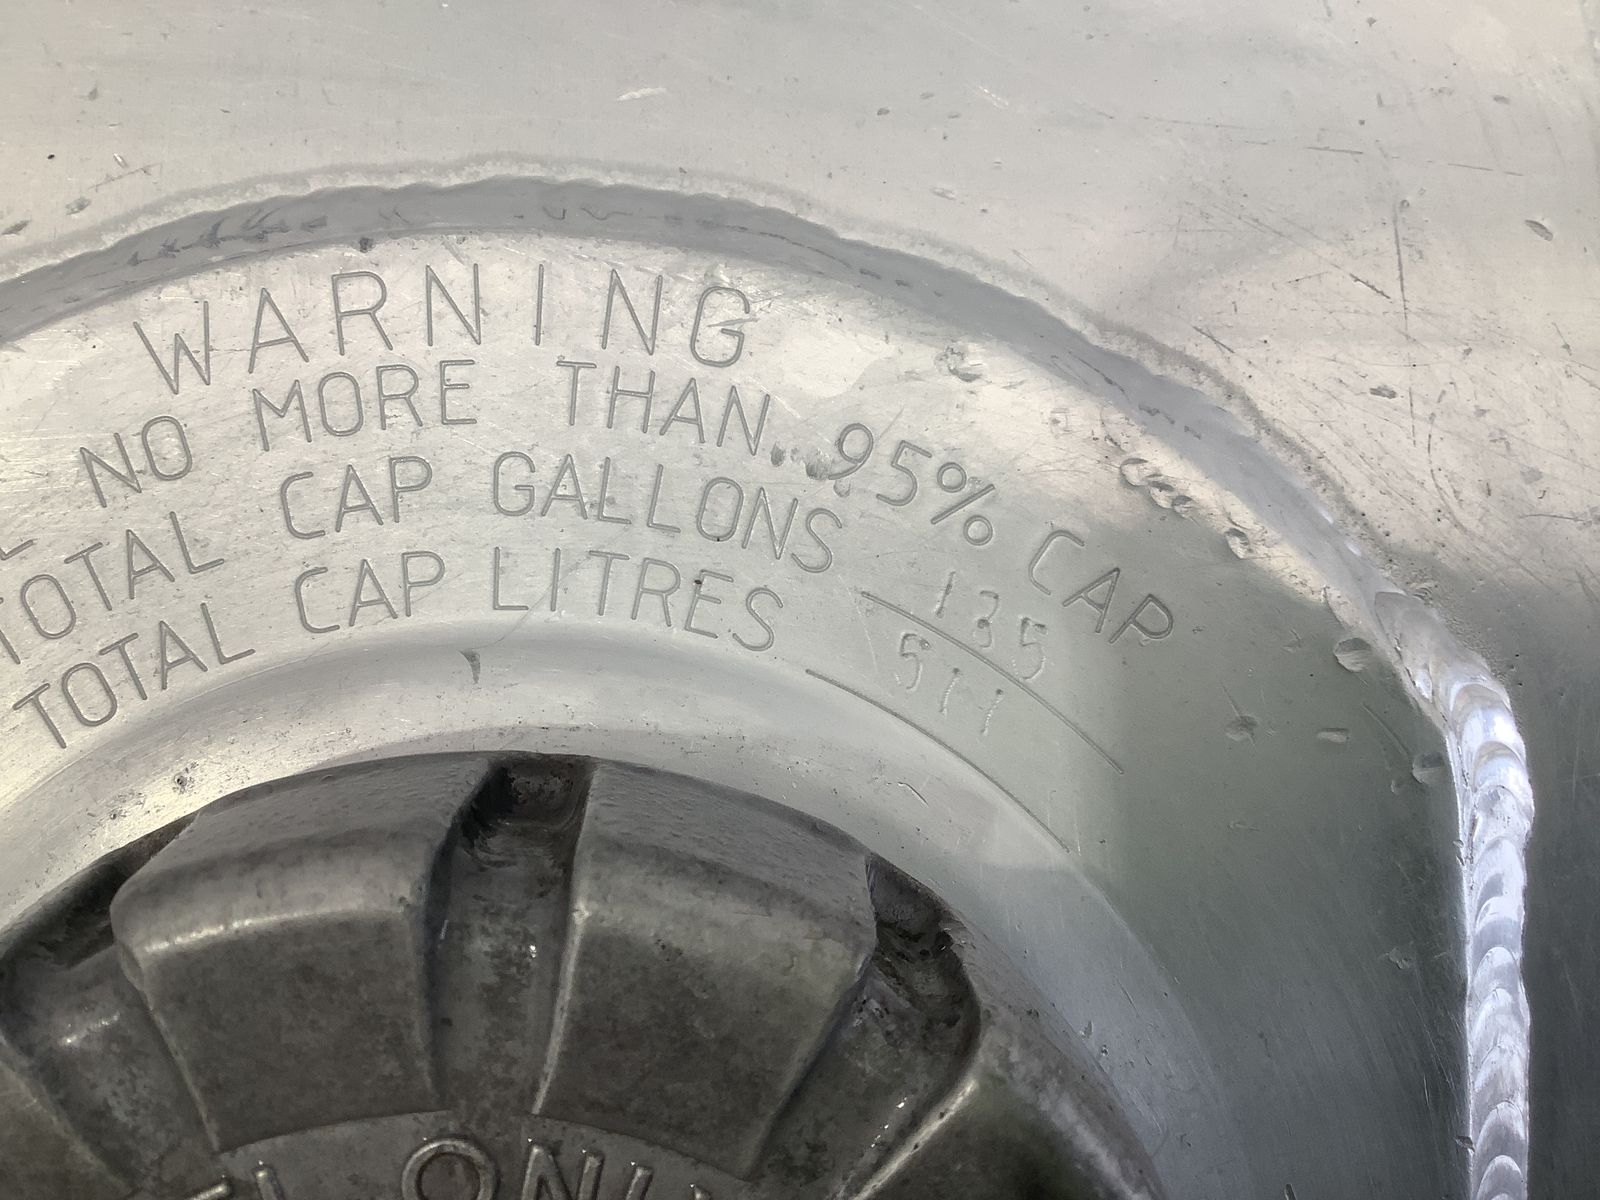 WARNING
NO MORE THAN 95% CAP
TOTAL CAP GALLONS 135
TOTAL CAP LITRES 511